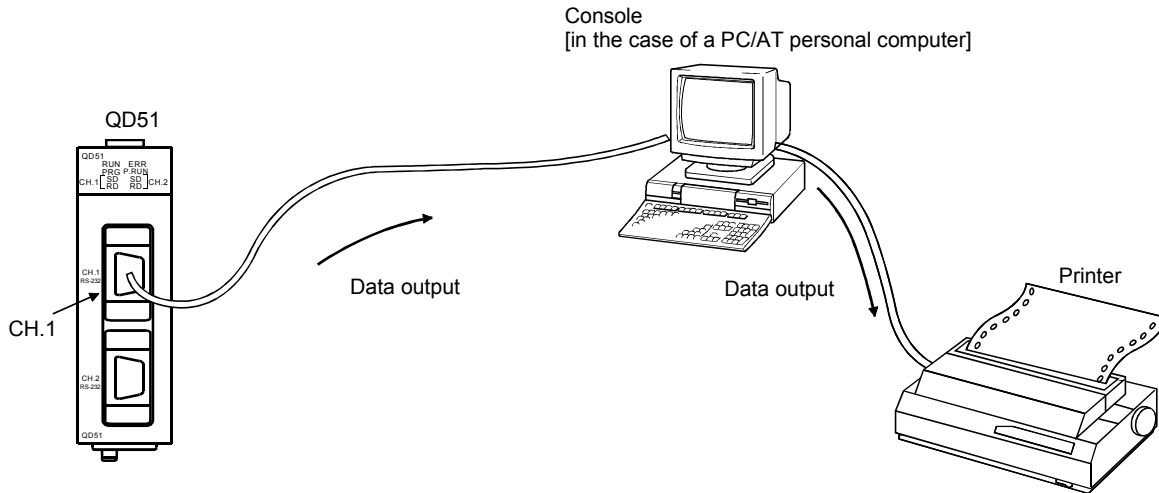 Console
[in the case of a PC/AT personal computer]
QD51
QD51
RUN ERR
PRG P.RUN
CH.1 SD SD CH.2
RD RD
CH.1
RS-232
CH.1
CH.2
RS-232
QD51
Data output
Data output
Printer